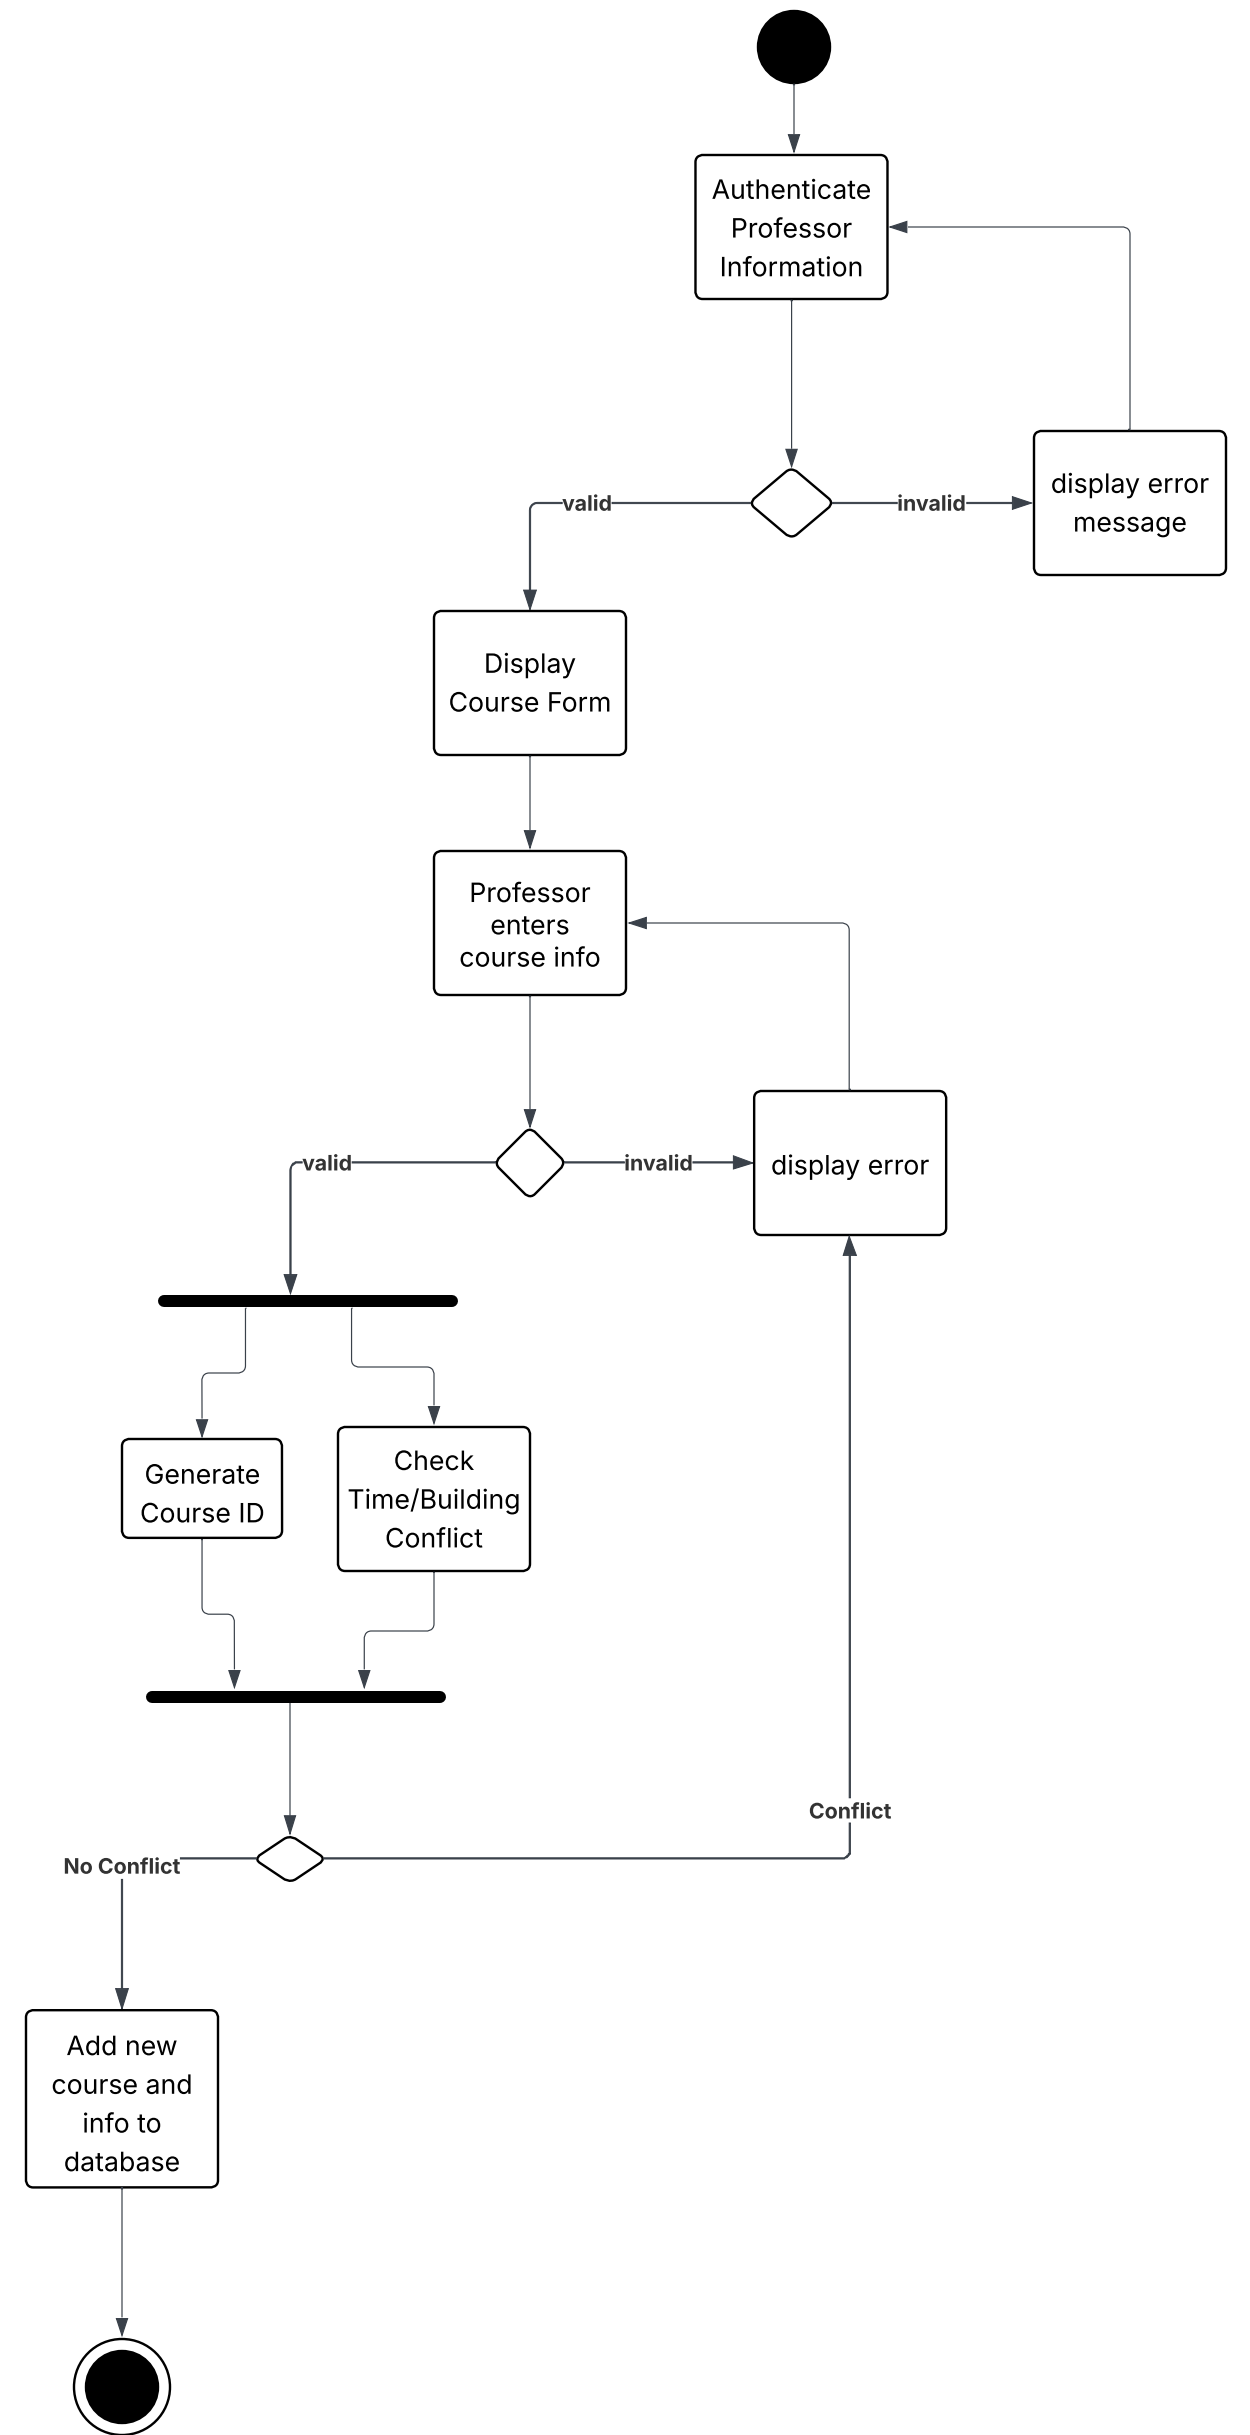 Authenticate
Professor
Information
valid
invalid
display error
message
Display
Course Form
Professor
enters
course info
valid
invalid
display error
Generate
Course ID
Check
Time/Building
Conflict
Conflict
No Conflict
Add new
course and
info to
database